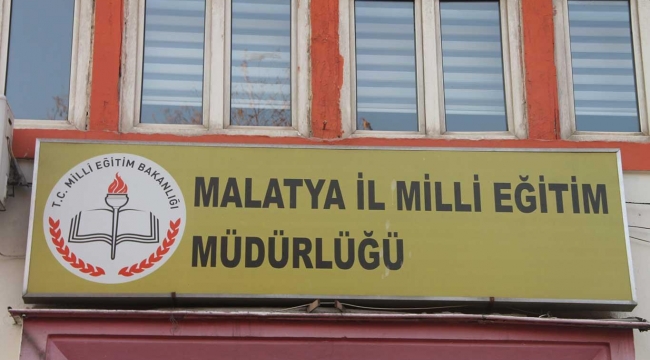 T.C. MİLLİ EĞİTİM BAKANLIĞI
MALATYA İL MİLLİ EĞİTİM
MÜDÜRLÜĞÜ